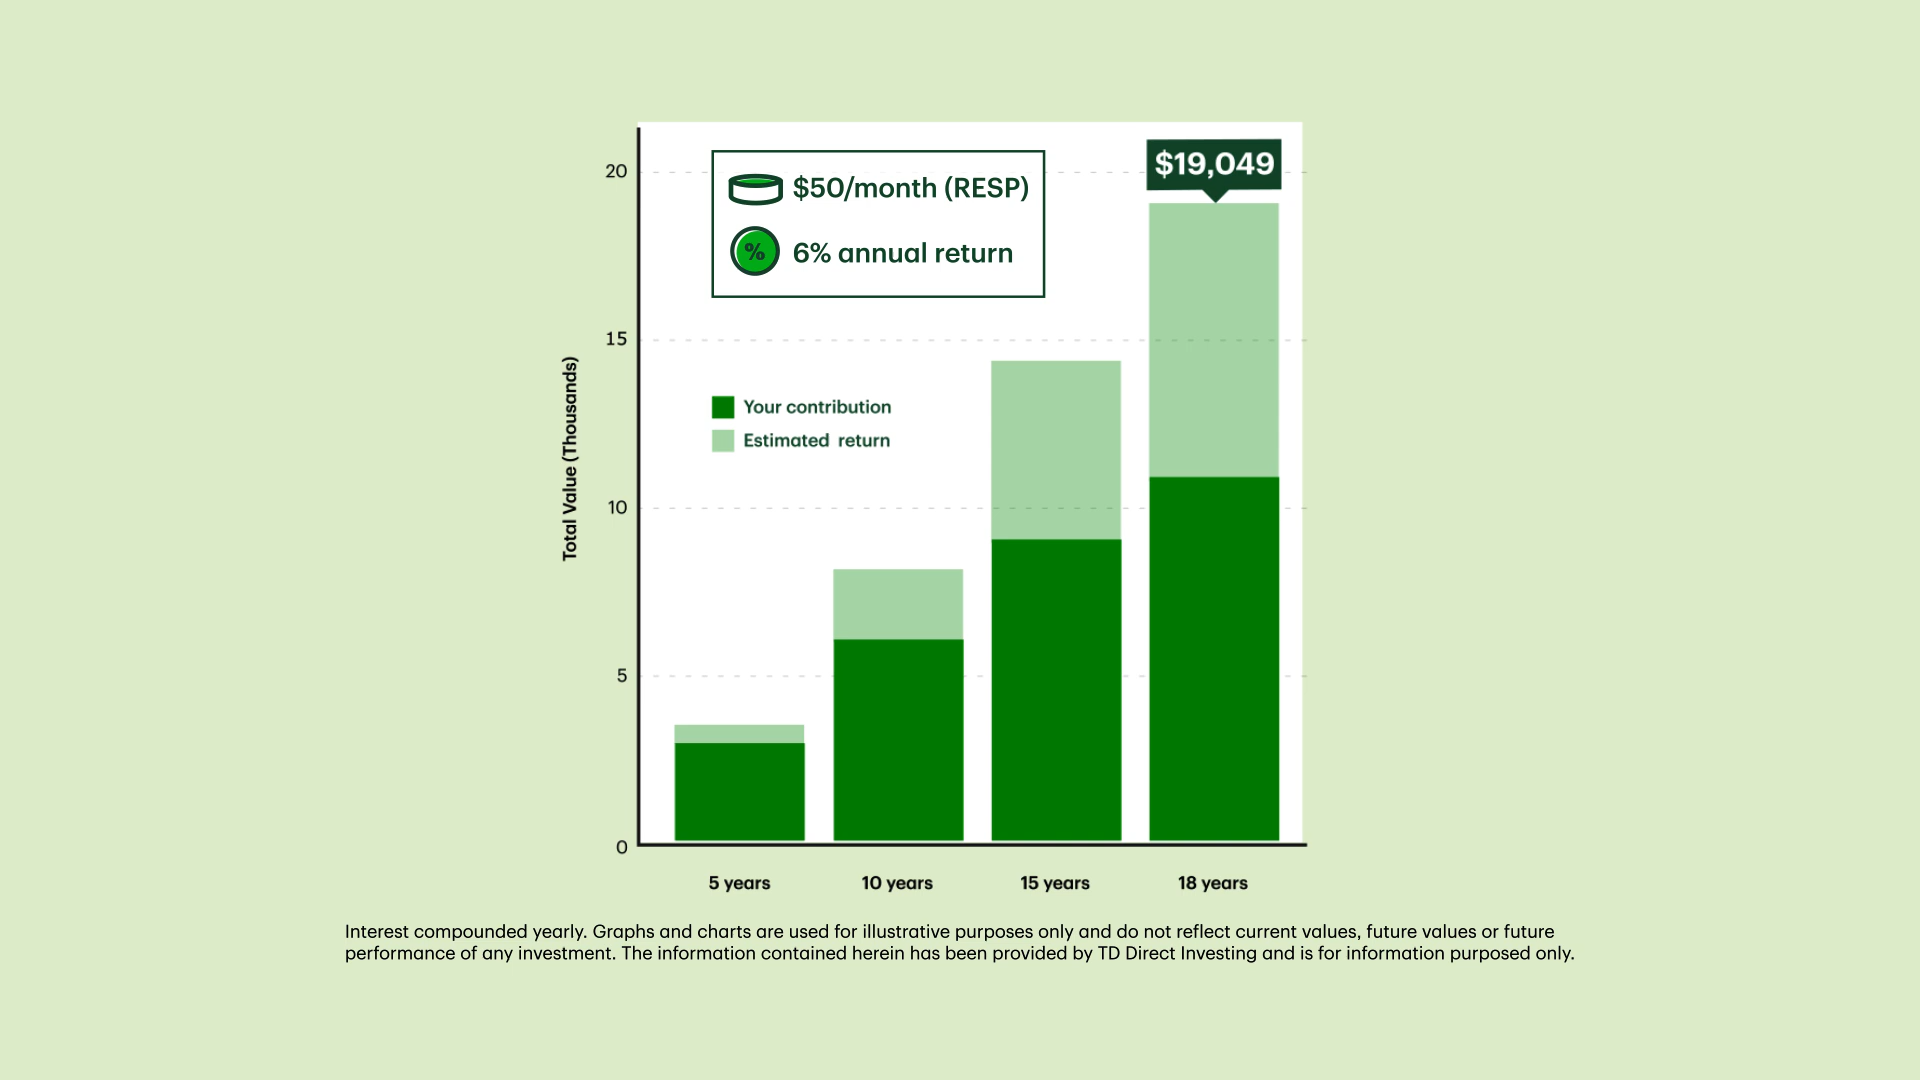 $19,049
$50/month (RESP)
%
6% annual return
Your contribution
Estimated return
Total Value (Thousands)
20
15
10
5
0
5 years
10 years
15 years
18 years
Interest compounded yearly. Graphs and charts are used for illustrative purposes only and do not reflect current values, future values or future
performance of any investment. The information contained herein has been provided by TD Direct Investing and is for information purposed only.